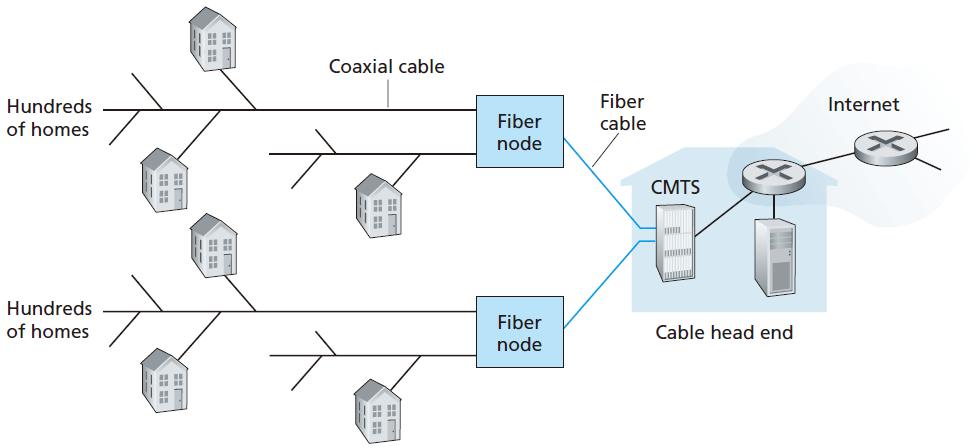 Coaxial cable
Hundreds
of homes
Fiber
node
Fiber
cable
Internet
CMTS
Hundreds
of homes
Fiber
node
Cable head end